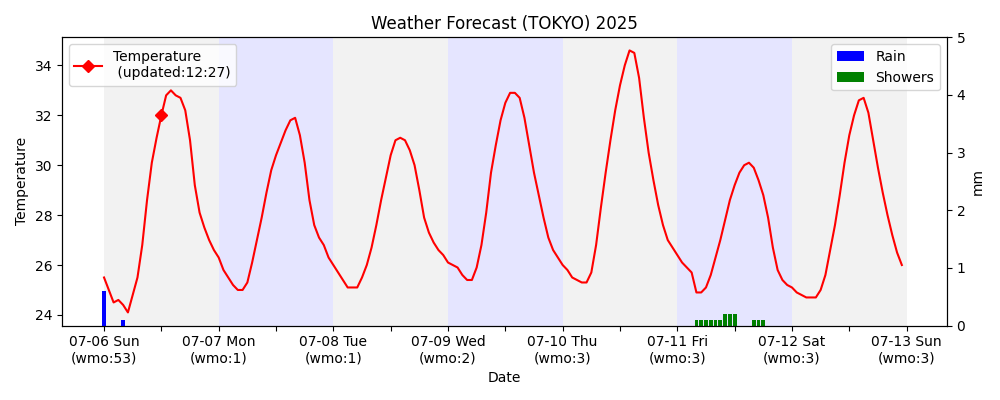 Weather Forecast (TOKYO) 2025
Temperature
(updated:12:27)
Rain
Showers
Temperature
34
32
30
28
26
24
5
4
3
2
1
0
mm
07-06 Sun
(wmo:53)
07-07 Mon
(wmo:1)
07-08 Tue
(wmo:1)
07-09 Wed
(wmo:2)
07-10 Thu
(wmo:3)
07-11 Fri
(wmo:3)
07-12 Sat
(wmo:3)
07-13 Sun
(wmo:3)
Date